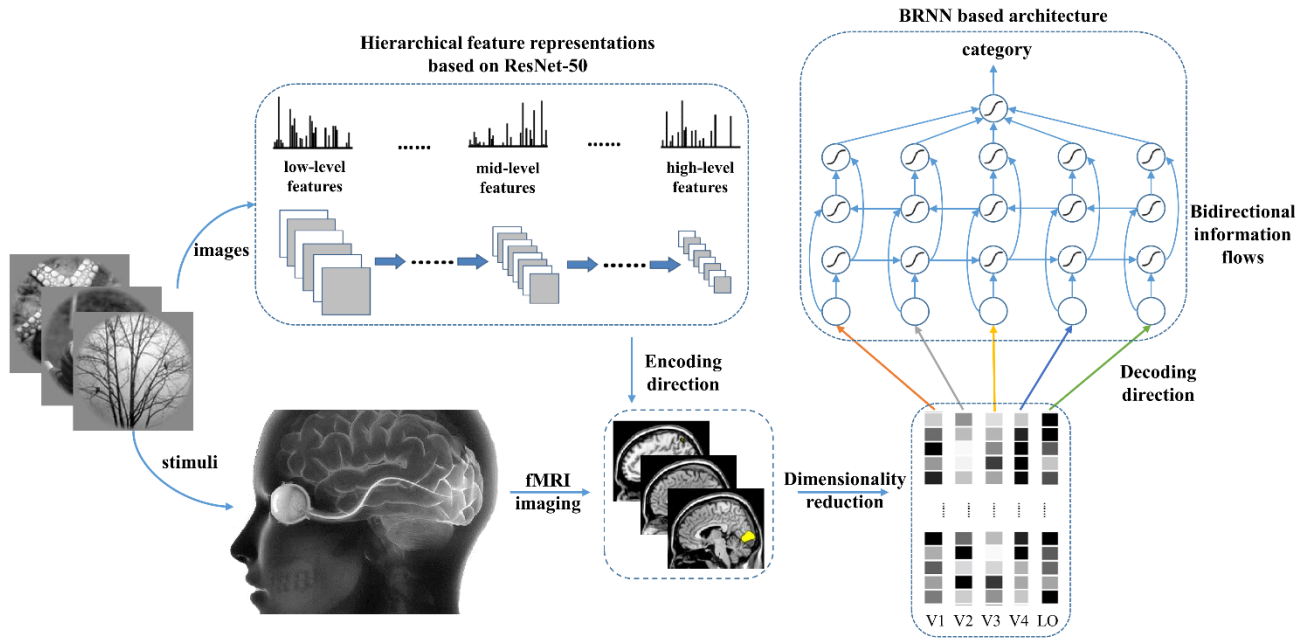 BRNN based architecture
Hierarchical feature representations
based on ResNet-50
category
......
......
low-level
features
mid-level
features
high-level
features
images
........
........
Bidirectional
information
flows
Encoding
direction
Decoding
direction
stimuli
fMRI
imaging
Dimensionality
reduction
V1 V2 V3 V4 LO